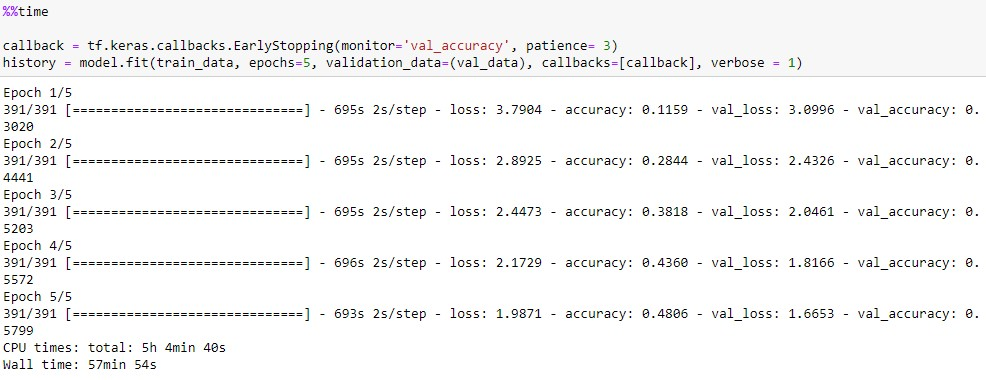 %%time
callback = tf.keras.callbacks.EarlyStopping(monitor='val_accuracy', patience= 3)
history = model.fit(train_data, epochs=5, validation_data=(val_data), callbacks=[callback], verbose = 1)
Epoch 1/5
391/391 [==============================] - 695s 2s/step - loss: 3.7904 - accuracy: 0.1159 - val_loss: 3.0996 - val_accuracy: 0.
3020
Epoch 2/5
391/391 [==============================] - 695s 2s/step - loss: 2.8925 - accuracy: 0.2844 - val_loss: 2.4326 - val_accuracy: 0.
4441
Epoch 3/5
391/391 [==============================] - 695s 2s/step - loss: 2.4473 - accuracy: 0.3818 - val_loss: 2.0461 - val_accuracy: 0.
5203
Epoch 4/5
391/391 [==============================] - 696s 2s/step - loss: 2.1729 - accuracy: 0.4360 - val_loss: 1.8166 - val_accuracy: 0.
5572
Epoch 5/5
391/391 [==============================] - 693s 2s/step - loss: 1.9871 - accuracy: 0.4806 - val_loss: 1.6653 - val_accuracy: 0.
5799
CPU times: total: 5h 4min 40s
Wall time: 57min 54s